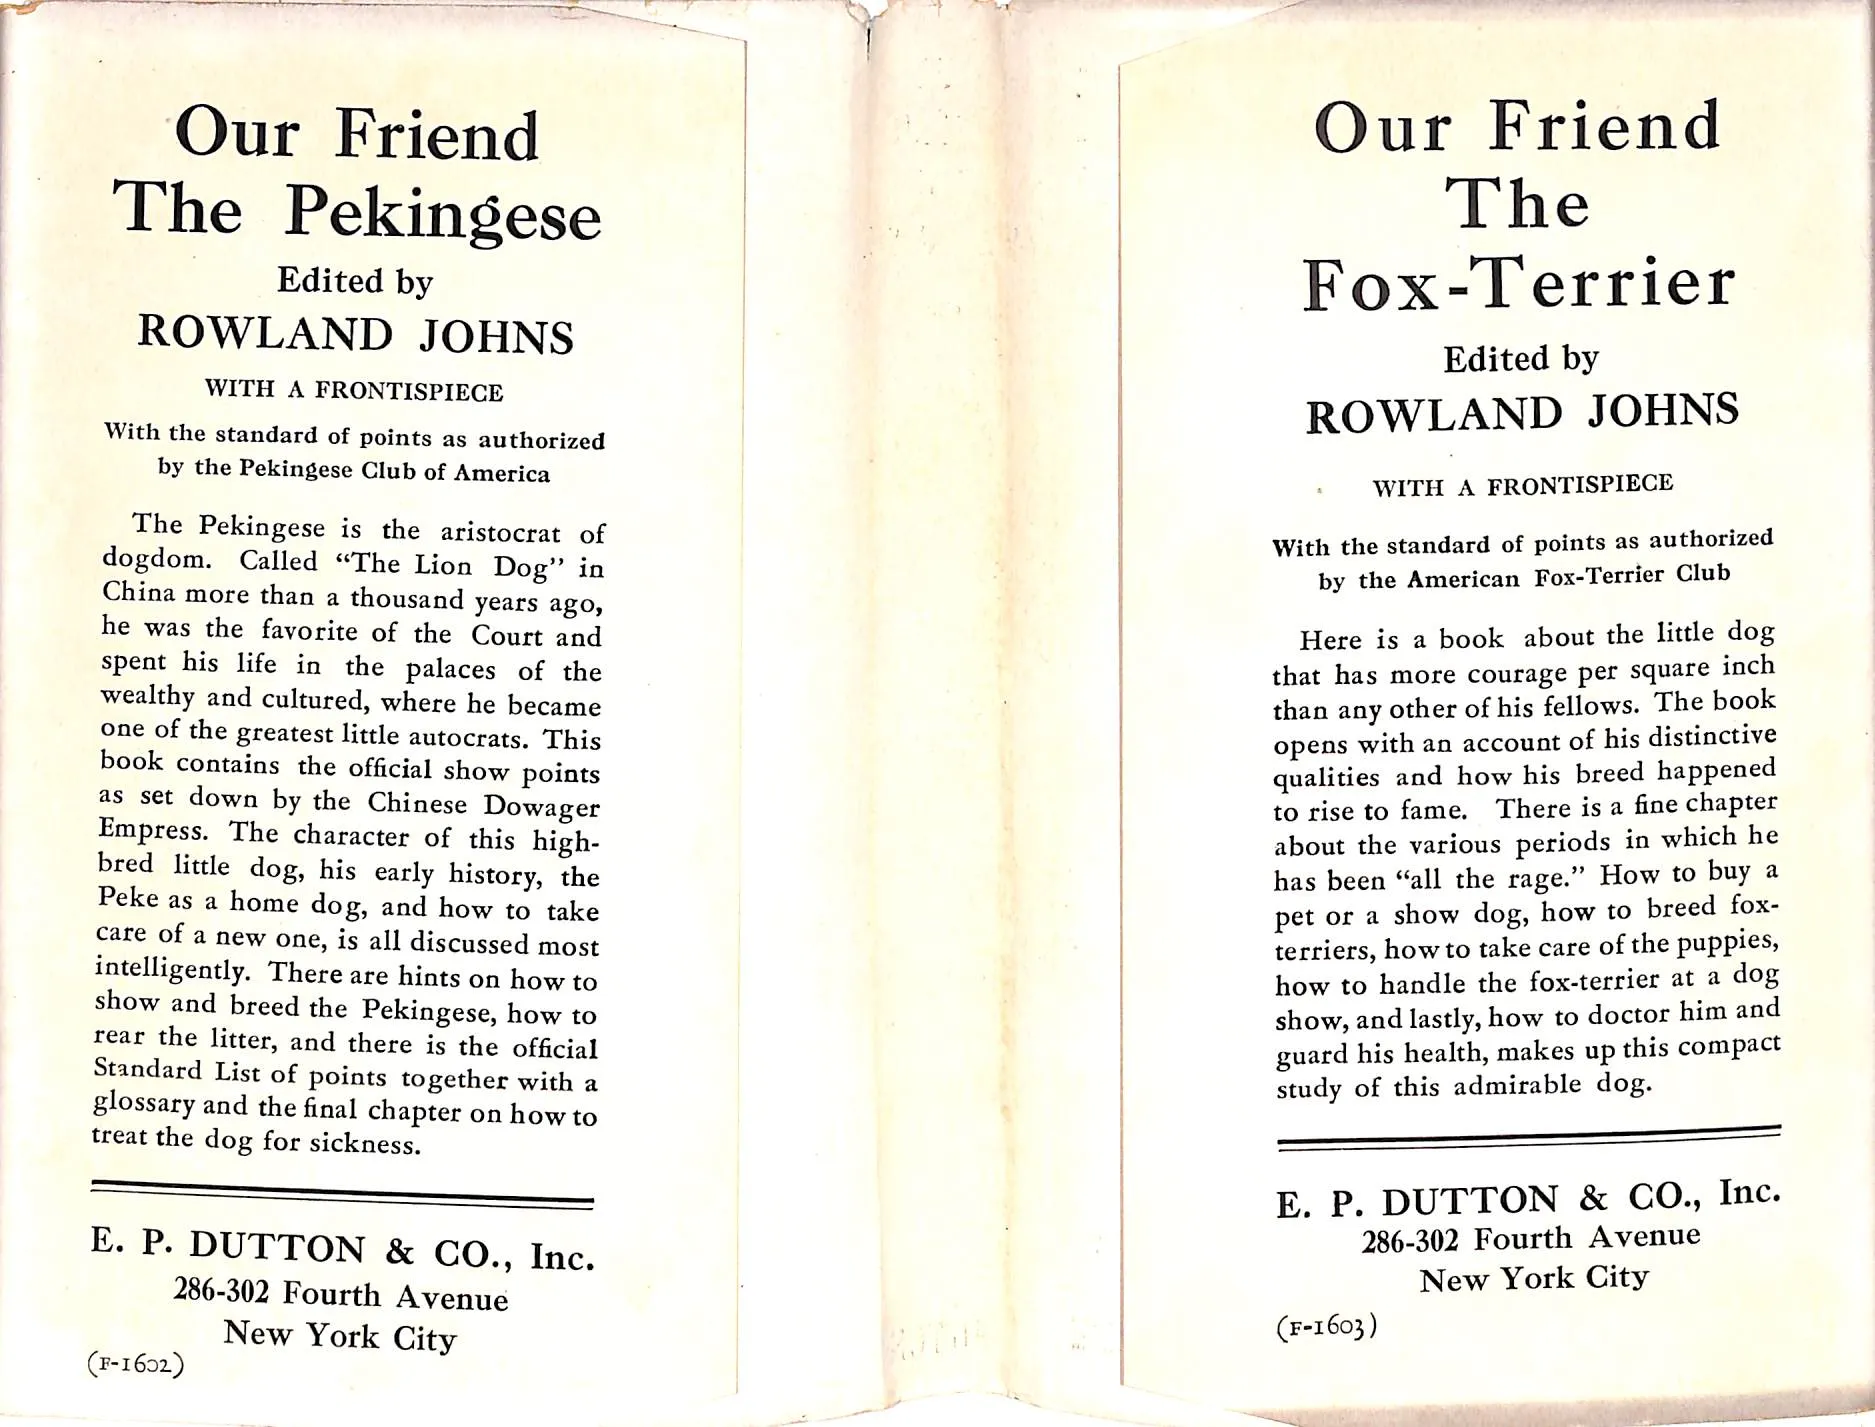 Our Friend
The Pekingese
Edited by
ROWLAND JOHNS
WITH A FRONTISPIECE
With the standard of points as authorized
by the Pekingese Club of America
The Pekingese is the aristocrat of
dogdom. Called “The Lion Dog” in
China more than a thousand years ago,
he was the favorite of the Court and
spent his life in the palaces of the
wealthy and cultured, where he became
one of the greatest little autocrats. This
book contains the official show points
as set down by the Chinese Dowager
Empress. The character of this high-
bred little dog, his early history, the
Peke as a home dog, and how to take
care of a new one, is all discussed most
intelligently. There are hints on how to
show and breed the Pekingese, how to
rear the litter, and there is the official
Standard List of points together with a
glossary and the final chapter on how to
treat the dog for sickness.
E. P. DUTTON & CO., Inc.
286-302 Fourth Avenue
New York City
(F-1602)
Our Friend
The
Fox-Terrier
Edited by
ROWLAND JOHNS
WITH A FRONTISPIECE
With the standard of points as authorized
by the American Fox-Terrier Club
Here is a book about the little dog
that has more courage per square inch
than any other of his fellows. The book
opens with an account of his distinctive
qualities and how his breed happened
to rise to fame. There is a fine chapter
about the various periods in which he
has been “all the rage.” How to buy a
pet or a show dog, how to breed fox-
terriers, how to take care of the puppies,
how to handle the fox-terrier at a dog
show, and lastly, how to doctor him and
guard his health, makes up this compact
study of this admirable dog.
E. P. DUTTON & CO., Inc.
286-302 Fourth Avenue
New York City
(F-1603)